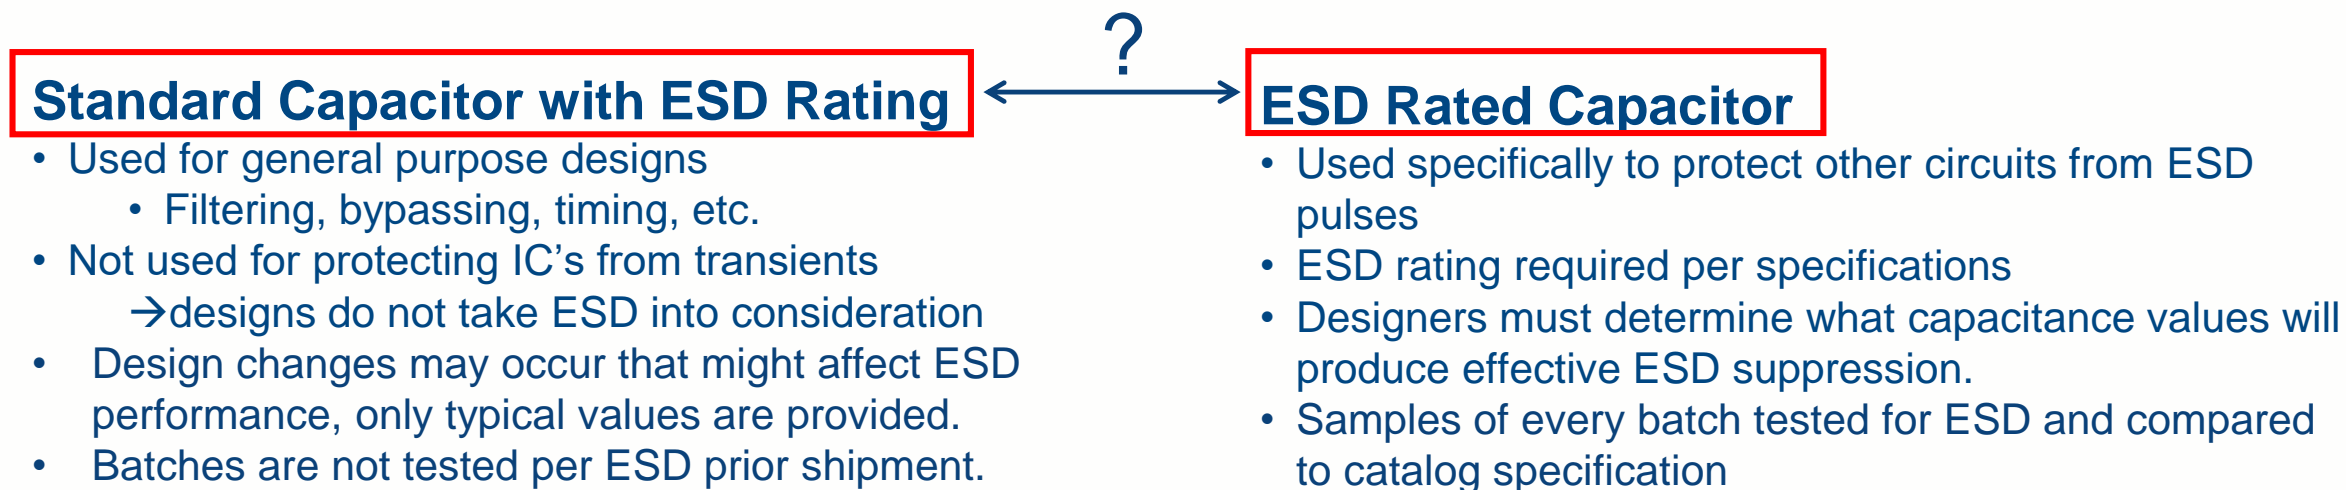 ?
Standard Capacitor with ESD Rating
• Used for general purpose designs
• Filtering, bypassing, timing, etc.
• Not used for protecting IC's from transients
→designs do not take ESD into consideration
• Design changes may occur that might affect ESD
performance, only typical values are provided.
• Batches are not tested per ESD prior shipment.
ESD Rated Capacitor
• Used specifically to protect other circuits from ESD
pulses
• ESD rating required per specifications
• Designers must determine what capacitance values will
produce effective ESD suppression.
• Samples of every batch tested for ESD and compared
to catalog specification